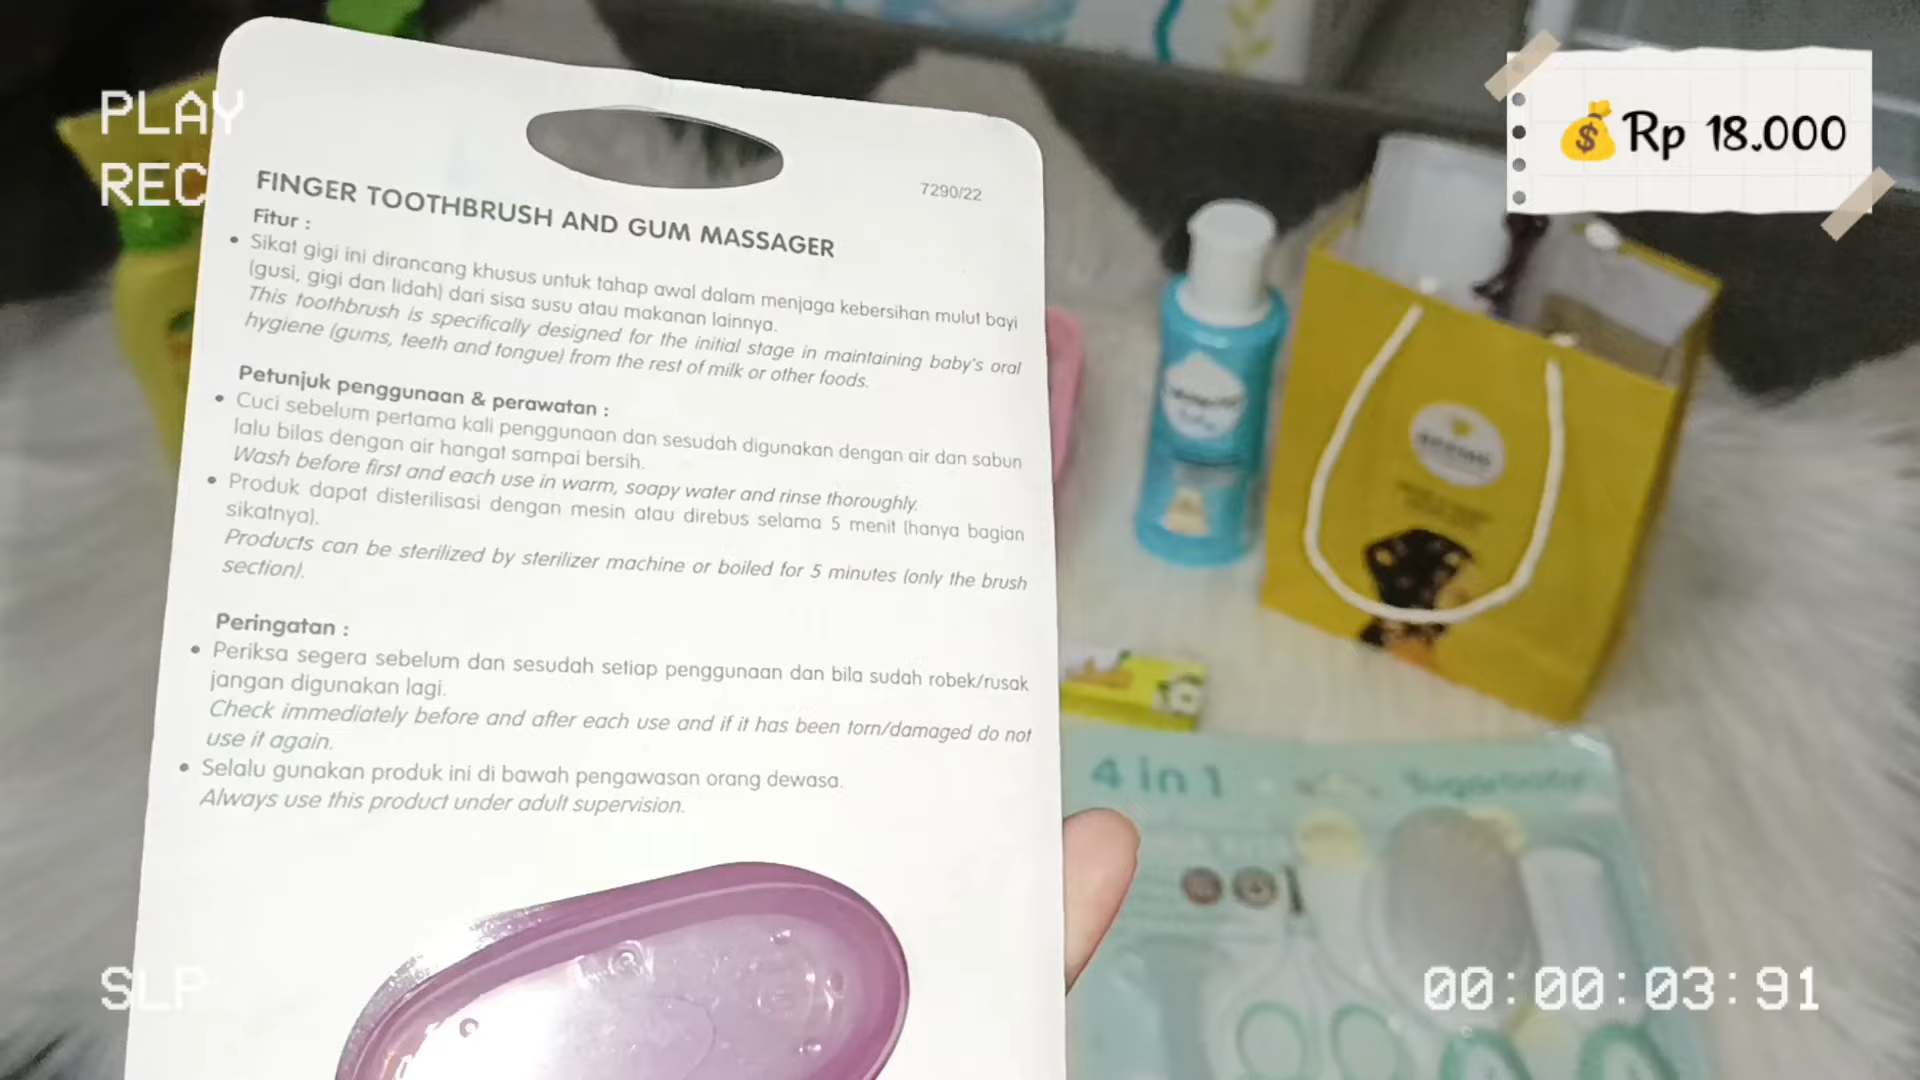 PLAY
REC
💰Rp 18.000
7290/22
FINGER TOOTHBRUSH AND GUM MASSAGER
Fitur :
• Sikat gigi ini dirancang khusus untuk tahap awal dalam menjaga kebersihan mulut bayi
(gusi, gigi dan lidah) dari sisa susu atau makanan lainnya.
This toothbrush is specifically designed for the initial stage in maintaining baby's oral
hygiene (gums, teeth and tongue) from the rest of milk or other foods.
Petunjuk penggunaan & perawatan :
• Cuci sebelum pertama kali penggunaan dan sesudah digunakan dengan air dan sabun
lalu bilas dengan air hangat sampai bersih.
Wash before first and each use in warm, soapy water and rinse thoroughly.
• Produk dapat disterilisasi dengan mesin atau direbus selama 5 menit (hanya bagian
sikatnya).
Products can be sterilized by sterilizer machine or boiled for 5 minutes (only the brush
section).
Peringatan :
• Periksa segera sebelum dan sesudah setiap penggunaan dan bila sudah robek/rusak
jangan digunakan lagi.
Check immediately before and after each use and if it has been torn/damaged do not
use it again.
• Selalu gunakan produk ini di bawah pengawasan orang dewasa.
Always use this product under adult supervision.
4 in 1
SLP
00:00:03:91